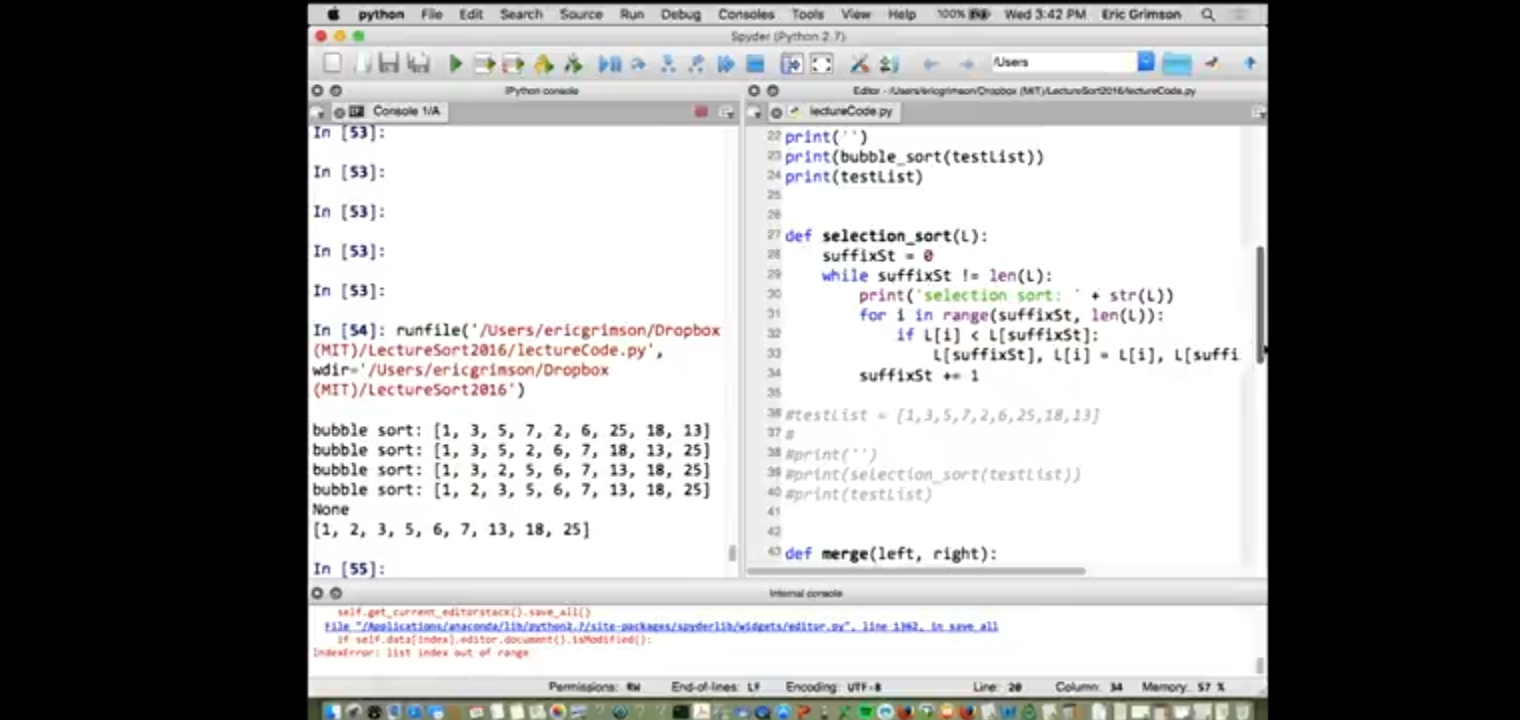 python File Edit Search Source Run Debug Consoles Tools View Help 100% Wed 3:42 PM Eric Grimson
Spyder (Python 2.7)
/Users
IPython console
Console 1/A
In [53]:
In [53]:
In [53]:
In [53]:
In [53]:
In [54]: runfile('/Users/ericgrimson/Dropbox
(MIT)/LectureSort2016/lectureCode.py',
wdir='/Users/ericgrimson/Dropbox
(MIT)/LectureSort2016')
bubble sort: [1, 3, 5, 7, 2, 6, 25, 18, 13]
bubble sort: [1, 3, 5, 2, 6, 7, 18, 13, 25]
bubble sort: [1, 3, 2, 5, 6, 7, 13, 18, 25]
bubble sort: [1, 2, 3, 5, 6, 7, 13, 18, 25]
None
[1, 2, 3, 5, 6, 7, 13, 18, 25]
In [55]:
Editor - /Users/ericgrimson/Dropbox (MIT)/LectureSort2016/lectureCode.py
lectureCode.py
22 print('')
23 print(bubble_sort(testList))
24 print(testList)
25
26
27 def selection_sort(L):
28 suffixSt = 0
29 while suffixSt != len(L):
30 print('selection sort: ' + str(L))
31 for i in range(suffixSt, len(L)):
32 if L[i] < L[suffixSt]:
33 L[suffixSt], L[i] = L[i], L[suffi
34 suffixSt += 1
35
36 #testList = [1,3,5,7,2,6,25,18,13]
37 #
38 #print('')
39 #print(selection_sort(testList))
40 #print(testList)
41
42
43 def merge(left, right):
Internal console
self.get_current_editorstack().save_all()
File "/Applications/anaconda/lib/python2.7/site-packages/spyderlib/widgets/editor.py", line 1362, in save_all
if self.data[index].editor.document().isModified():
IndexError: list index out of range
Permissions: RW End-of-lines: LF Encoding: UTF-8 Line: 20 Column: 34 Memory: 57 %